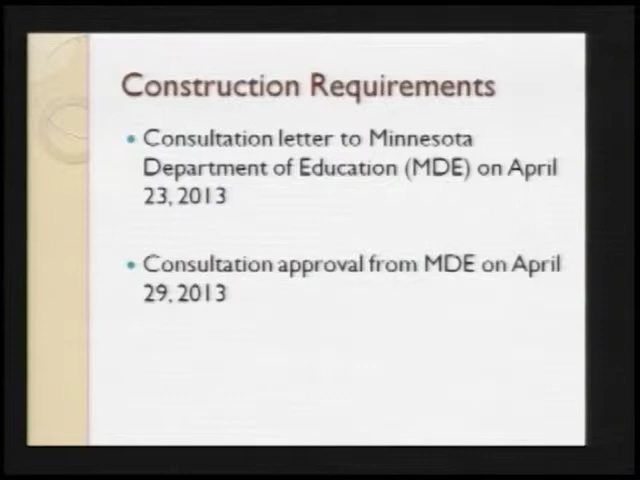 Construction Requirements
• Consultation letter to Minnesota
Department of Education (MDE) on April
23, 2013
• Consultation approval from MDE on April
29, 2013